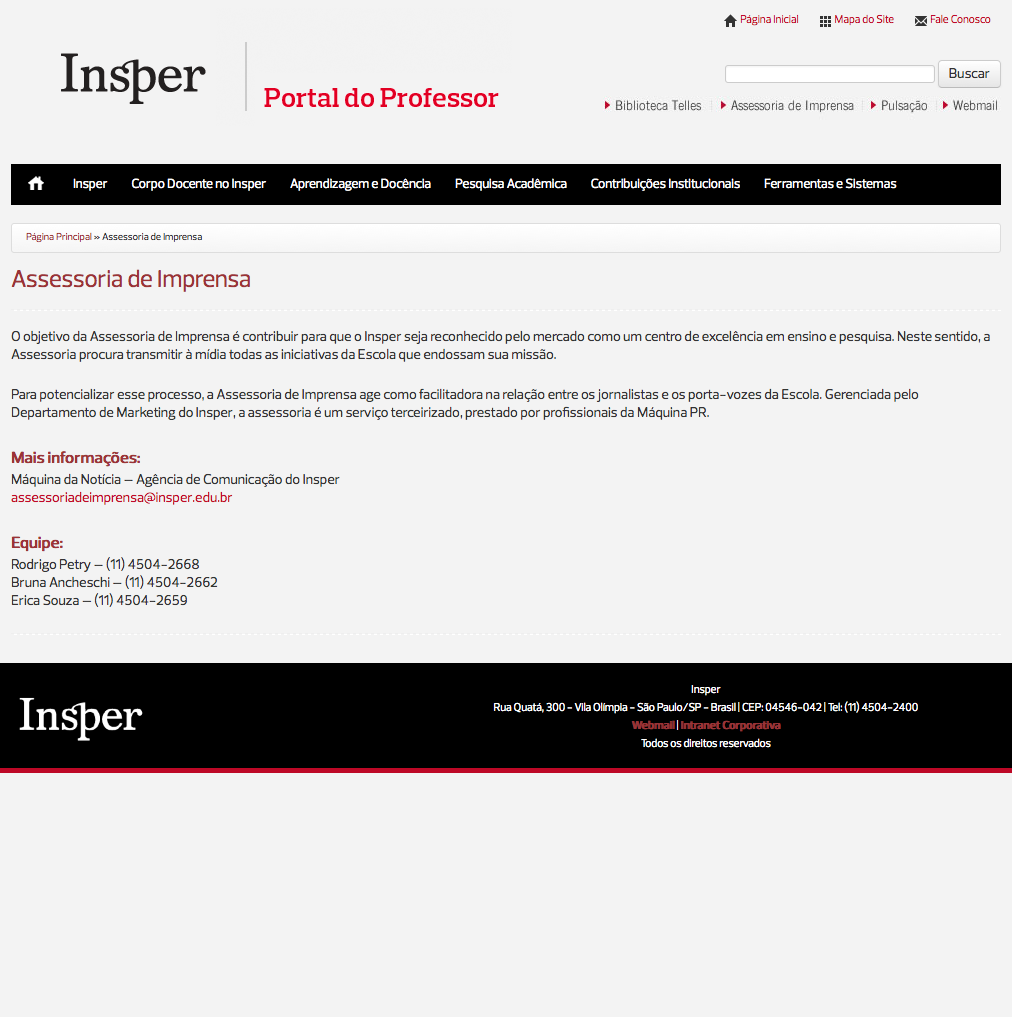 Página Inicial
Mapa do Site
Fale Conosco
Insper
Portal do Professor
Buscar
Biblioteca Telles
Assessoria de Imprensa
Pulsação
Webmail
Insper
Corpo Docente no Insper
Aprendizagem e Docência
Pesquisa Acadêmica
Contribuições Institucionais
Ferramentas e Sistemas
Página Principal » Assessoria de Imprensa
Assessoria de Imprensa
O objetivo da Assessoria de Imprensa é contribuir para que o Insper seja reconhecido pelo mercado como um centro de excelência em ensino e pesquisa. Neste sentido, a
Assessoria procura transmitir à mídia todas as iniciativas da Escola que endossam sua missão.
Para potencializar esse processo, a Assessoria de Imprensa age como facilitadora na relação entre os jornalistas e os porta-vozes da Escola. Gerenciada pelo
Departamento de Marketing do Insper, a assessoria é um serviço terceirizado, prestado por profissionais da Máquina PR.
Mais informações:
Máquina da Notícia – Agência de Comunicação do Insper
assessoriadeimprensa@insper.edu.br
Equipe:
Rodrigo Petry – (11) 4504-2668
Bruna Ancheschi – (11) 4504-2662
Erica Souza – (11) 4504-2659
Insper
Insper
Rua Quatá, 300 - Vila Olímpia - São Paulo/SP - Brasil | CEP: 04546-042 | Tel: (11) 4504-2400
Webmail | Intranet Corporativa
Todos os direitos reservados